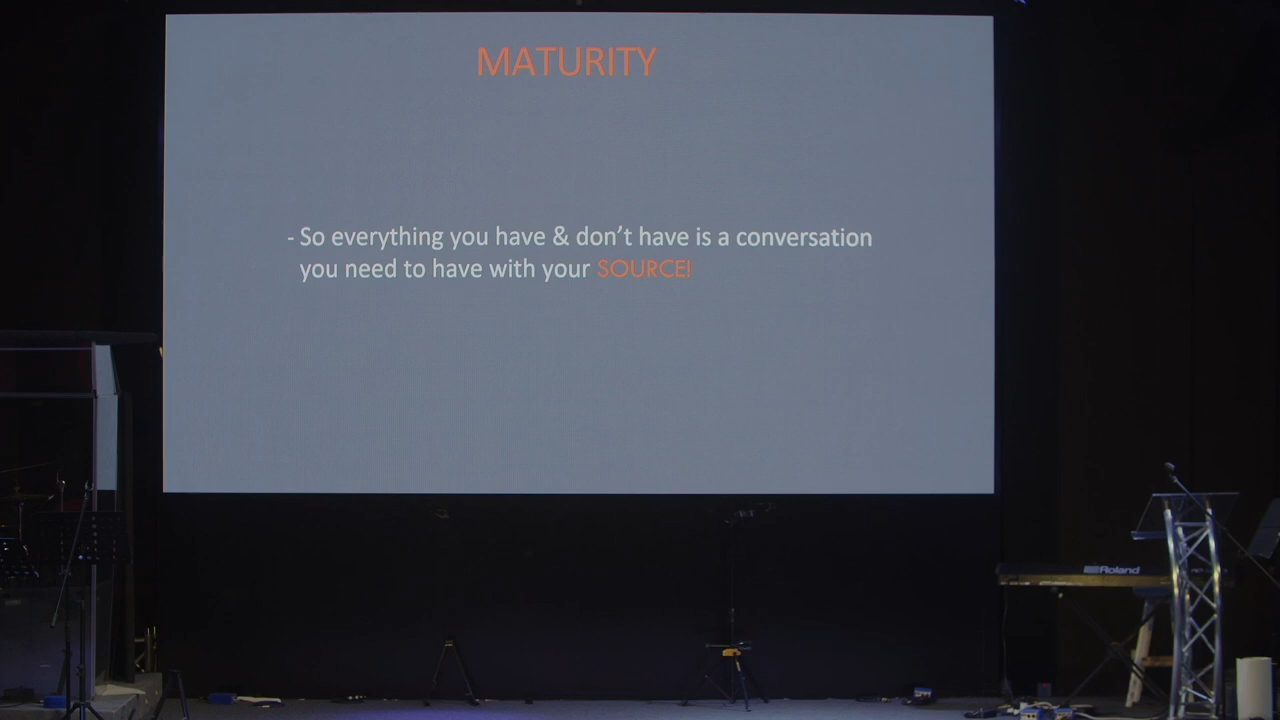 MATURITY
- So everything you have & don't have is a conversation
you need to have with your SOURCE!
Roland